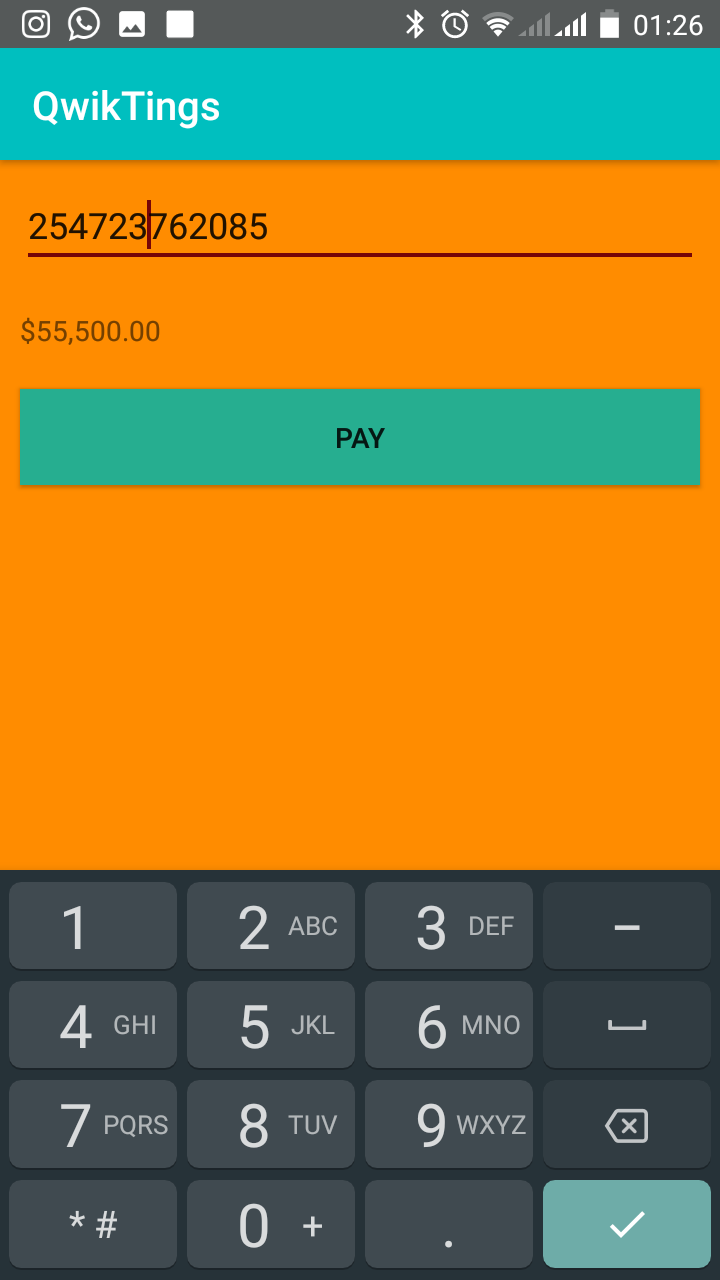 01:26
QwikTings
254723762085
$55,500.00
PAY
1 2 ABC 3 DEF –
4 GHI 5 JKL 6 MNO
7 PQRS 8 TUV 9 WXYZ
* # 0 + .